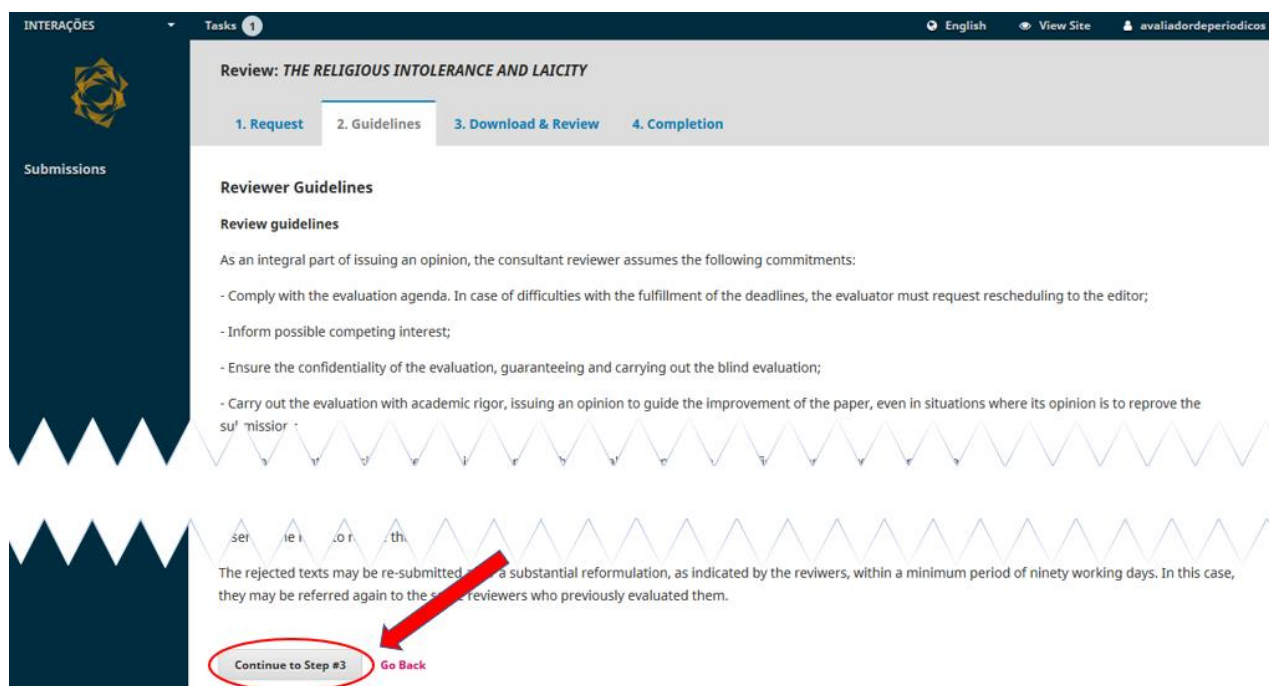 INTERAÇÕES
Tasks 1
English
View Site
avaliadordeperiodicos
Review: THE RELIGIOUS INTOLERANCE AND LAICITY
1. Request
2. Guidelines
3. Download & Review
4. Completion
Submissions
Reviewer Guidelines
Review guidelines
As an integral part of issuing an opinion, the consultant reviewer assumes the following commitments:
- Comply with the evaluation agenda. In case of difficulties with the fulfillment of the deadlines, the evaluator must request rescheduling to the editor;
- Inform possible competing interest;
- Ensure the confidentiality of the evaluation, guaranteeing and carrying out the blind evaluation;
- Carry out the evaluation with academic rigor, issuing an opinion to guide the improvement of the paper, even in situations where its opinion is to reprove the
The rejected texts may be re-submitted a substantial reformulation, as indicated by the reviwers, within a minimum period of ninety working days. In this case,
they may be referred again to the reviewers who previously evaluated them.
Continue to Step #3
Go Back